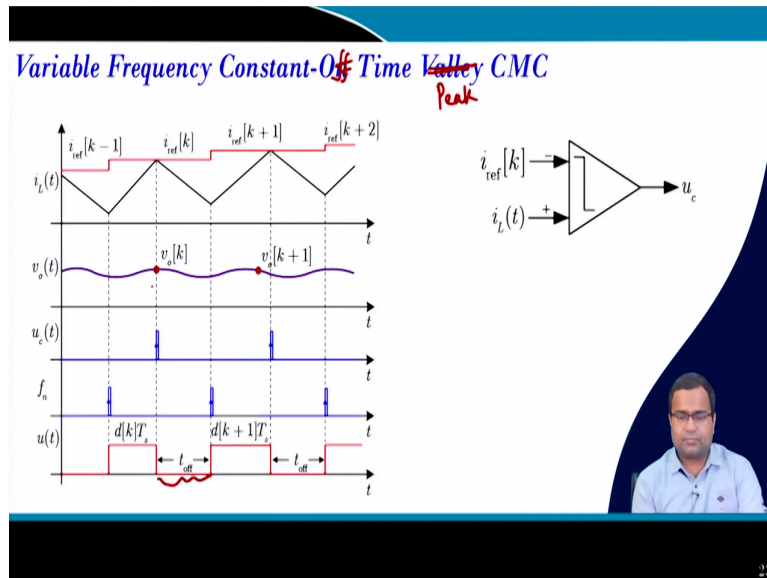 Variable Frequency Constant-Off Time Valley CMC
Peak
i_ref[k − 1] i_ref[k] i_ref[k + 1] i_ref[k + 2]
i_L(t)
t
v_o(t) v_o[k] v_o[k + 1]
t
u_c(t)
t
f_n
t
u(t) d[k]T_s d[k + 1]T_s
t_off t_off
t
i_ref[k] − u_c
i_L(t) +